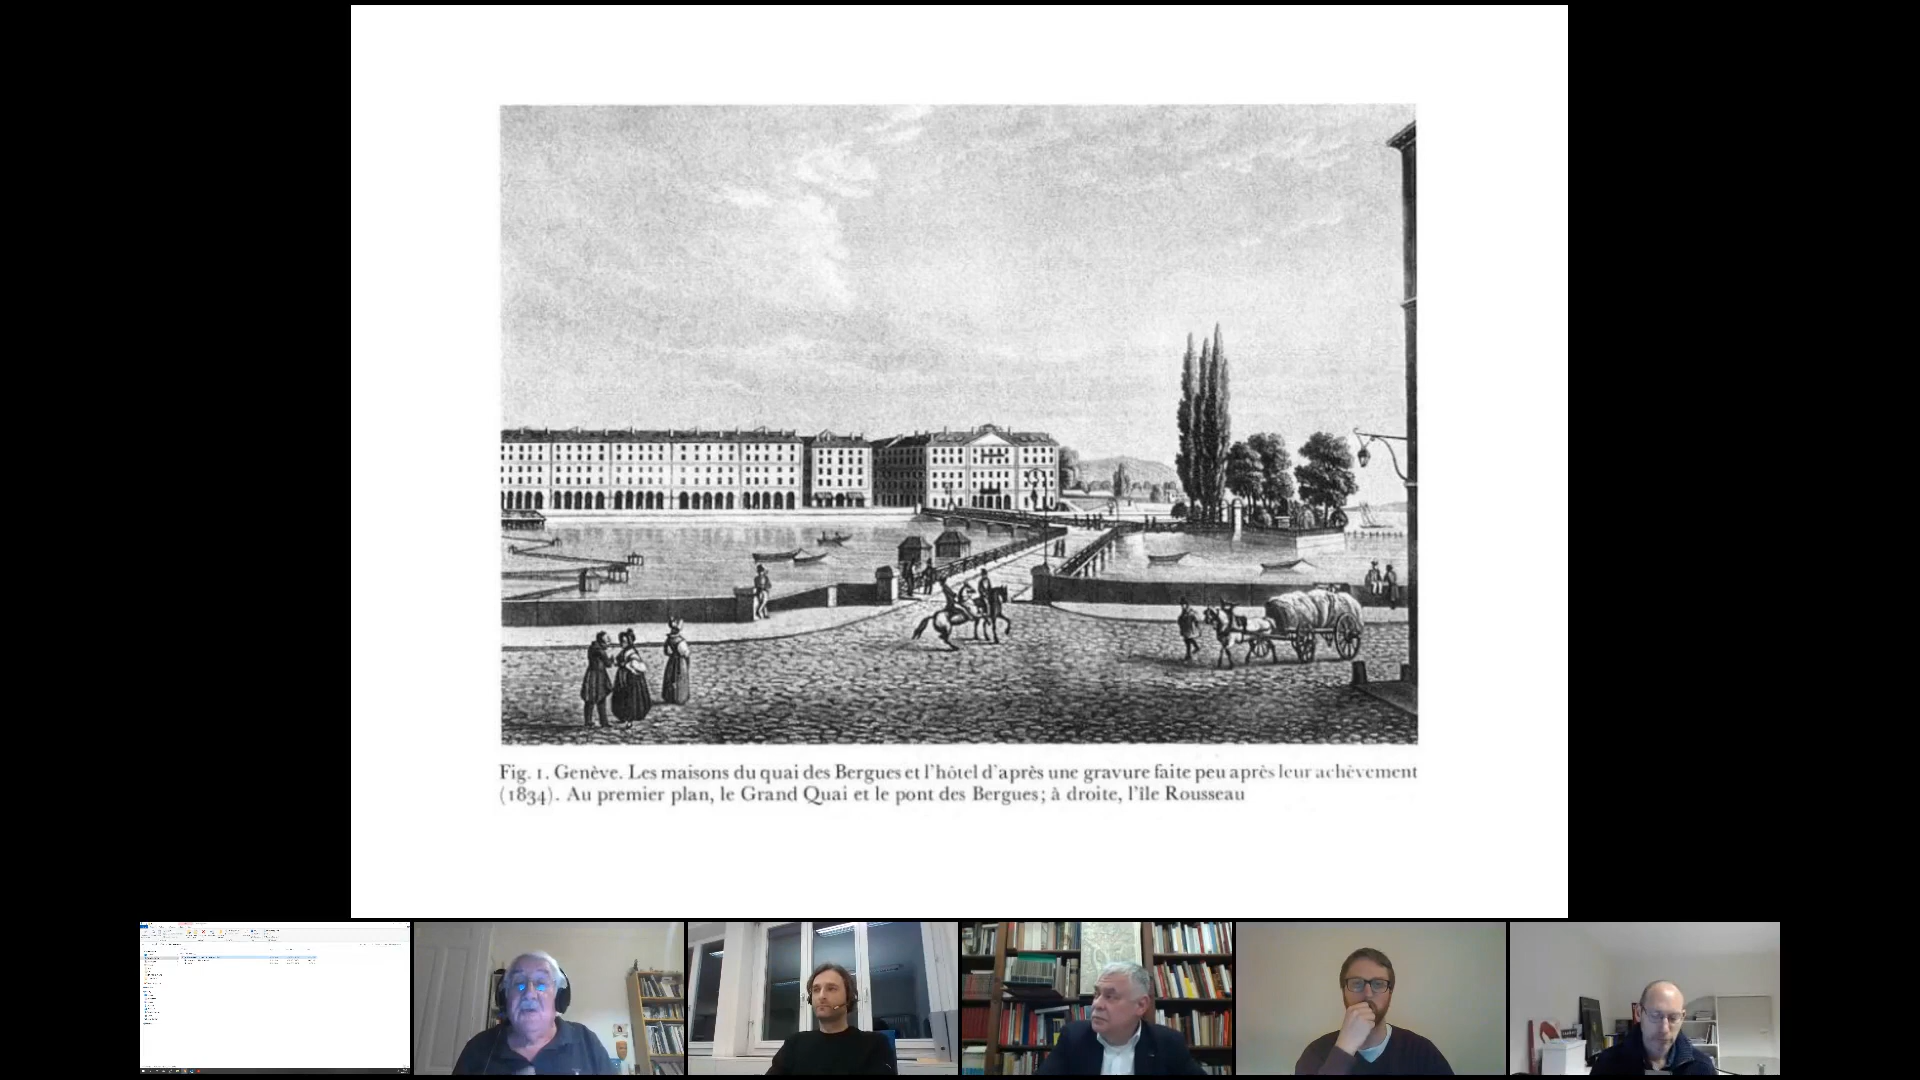 Fig. 1. Genève. Les maisons du quai des Bergues et l'hôtel d'après une gravure faite peu après leur achèvement
(1834). Au premier plan, le Grand Quai et le pont des Bergues; à droite, l'île Rousseau